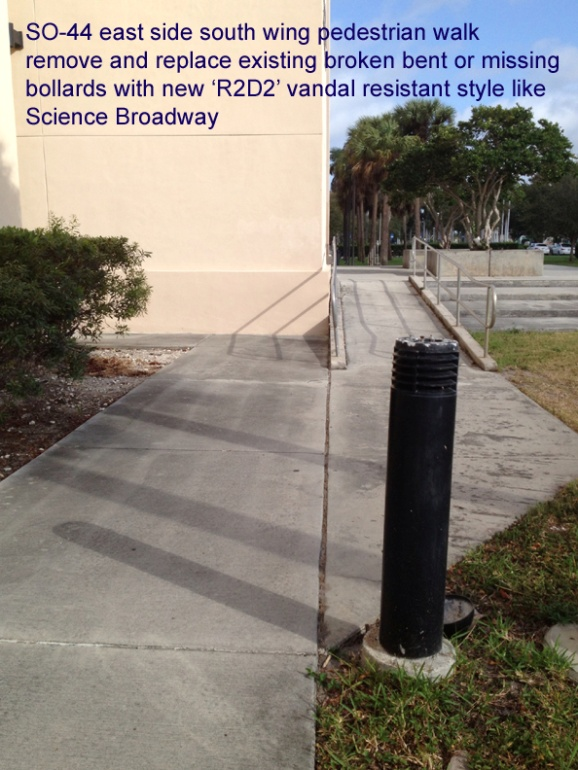 SO-44 east side south wing pedestrian walk
remove and replace existing broken bent or missing
bollards with new ‘R2D2’ vandal resistant style like
Science Broadway